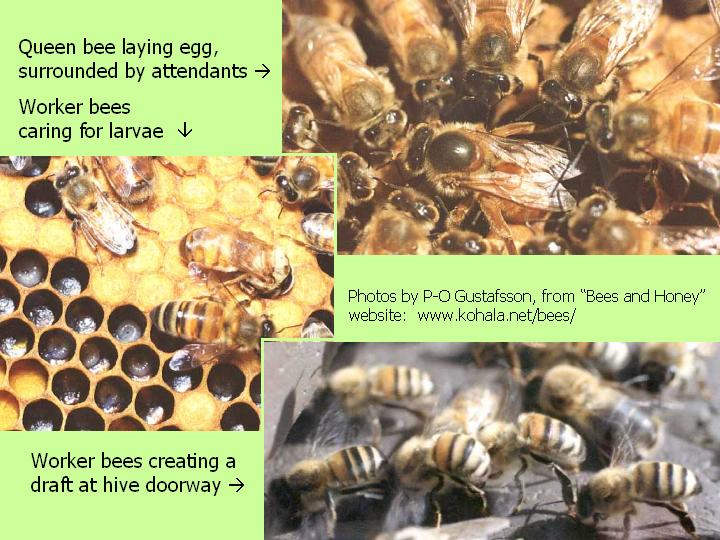 Queen bee laying egg,
surrounded by attendants →
Worker bees
caring for larvae ↓
Photos by P-O Gustafsson, from “Bees and Honey”
website: www.kohala.net/bees/
Worker bees creating a
draft at hive doorway →